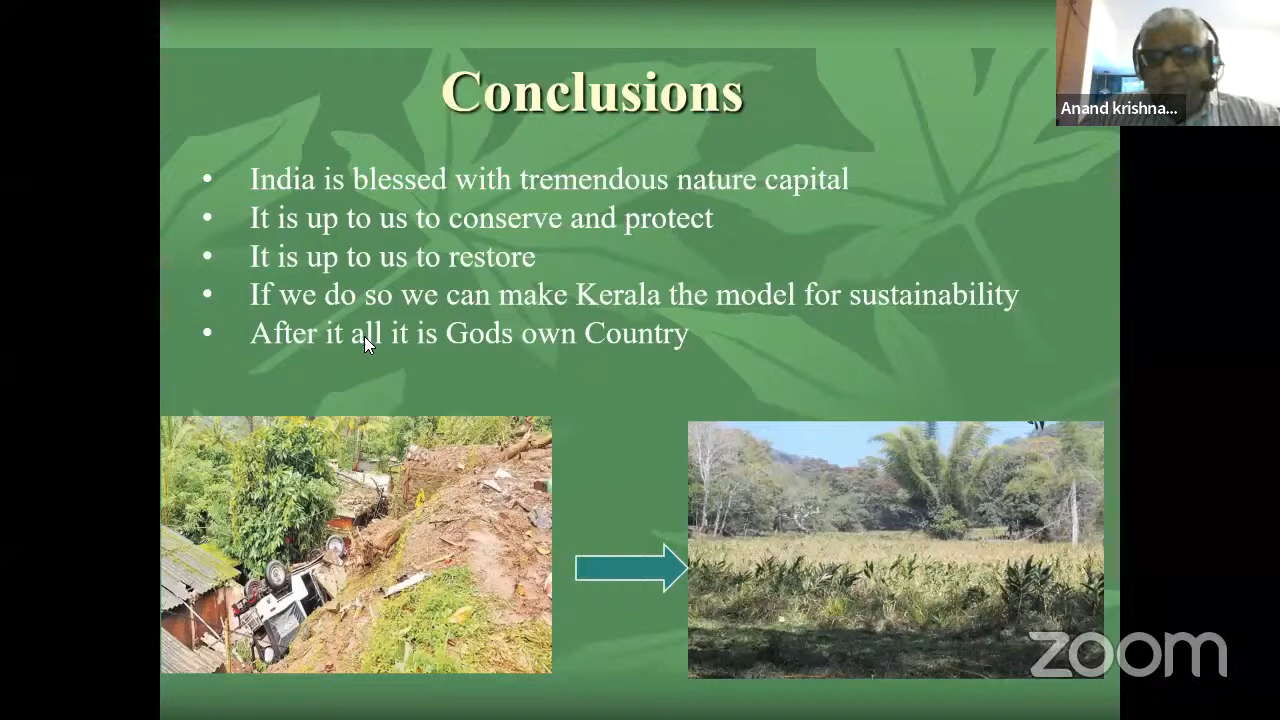 Conclusions
Anand krishna...
• India is blessed with tremendous nature capital
• It is up to us to conserve and protect
• It is up to us to restore
• If we do so we can make Kerala the model for sustainability
• After it all it is Gods own Country
zoom